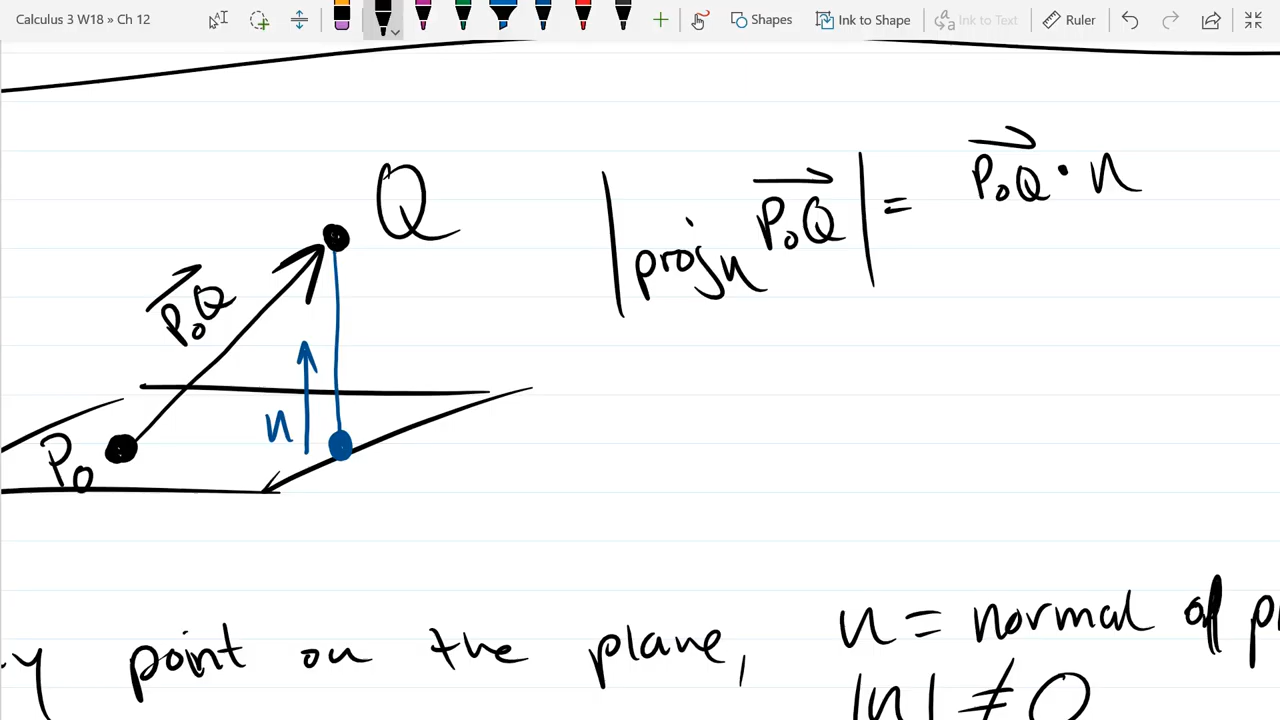 Calculus 3 W18 » Ch 12
Shapes
Ink to Shape
Ink to Text
Ruler
Q
|proj_n P₀Q⃗| = P₀Q⃗ · n
P₀Q⃗
n
P₀
y point on the plane,
n = normal of
|n| ≠ 0